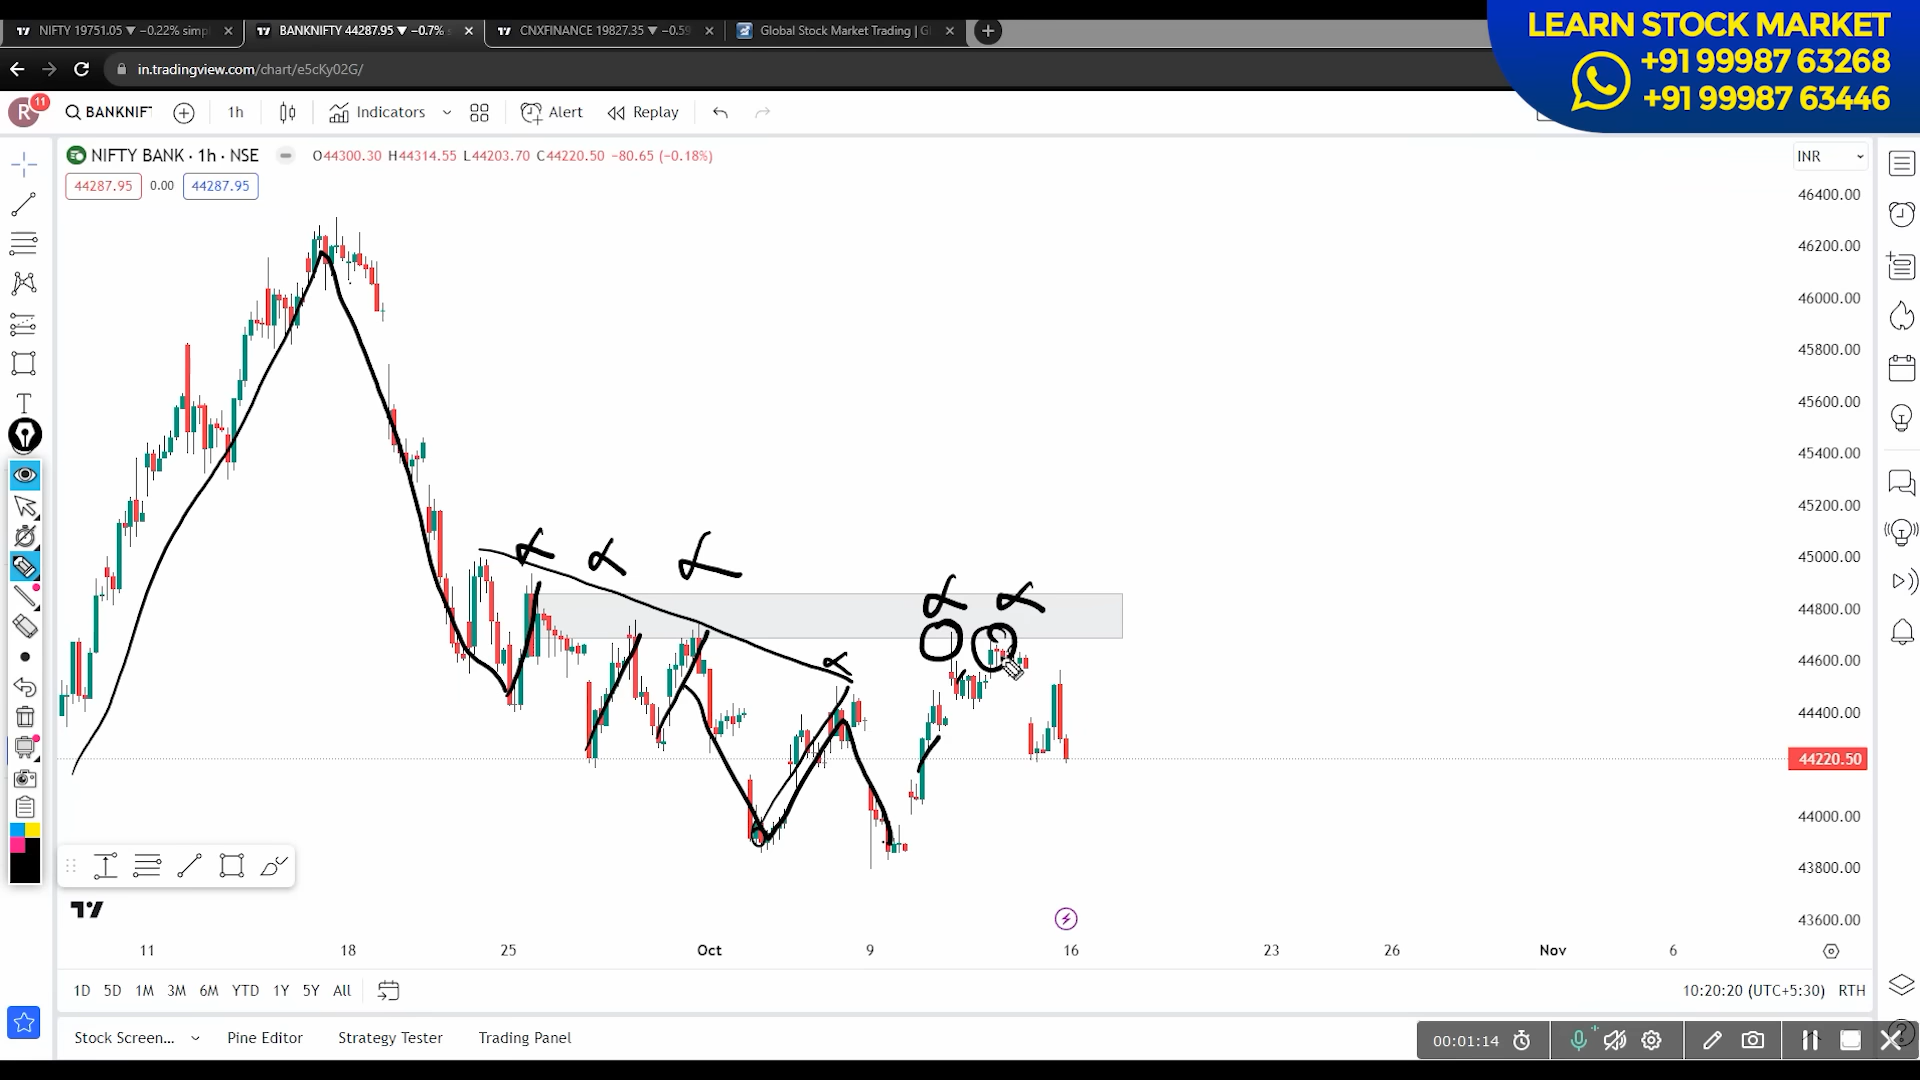 NIFTY 19751.05 ▼ −0.22% simpl
BANKNIFTY 44287.95 ▼ −0.7%
CNXFINANCE 19827.35 ▼ −0.59
Global Stock Market Trading | Gl
LEARN STOCK MARKET
+91 99987 63268
+91 99987 63446
in.tradingview.com/chart/e5cKy02G/
R
11
BANKNIFT
1h
Indicators
Alert
Replay
NIFTY BANK · 1h · NSE
O44300.30 H44314.55 L44203.70 C44220.50 −80.65 (−0.18%)
INR
44287.95
0.00
44287.95
46400.00
46200.00
46000.00
45800.00
45600.00
45400.00
45200.00
45000.00
44800.00
44600.00
44400.00
44220.50
44000.00
43800.00
43600.00
11
18
25
Oct
9
16
23
26
Nov
6
1D 5D 1M 3M 6M YTD 1Y 5Y All
10:20:20 (UTC+5:30) RTH
Stock Screen...
Pine Editor
Strategy Tester
Trading Panel
00:01:14